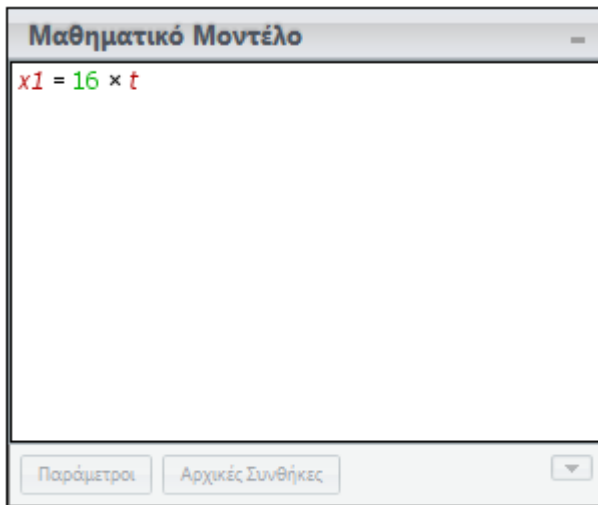 Μαθηματικό Μοντέλο
x1 = 16 × t
Παράμετροι Αρχικές Συνθήκες